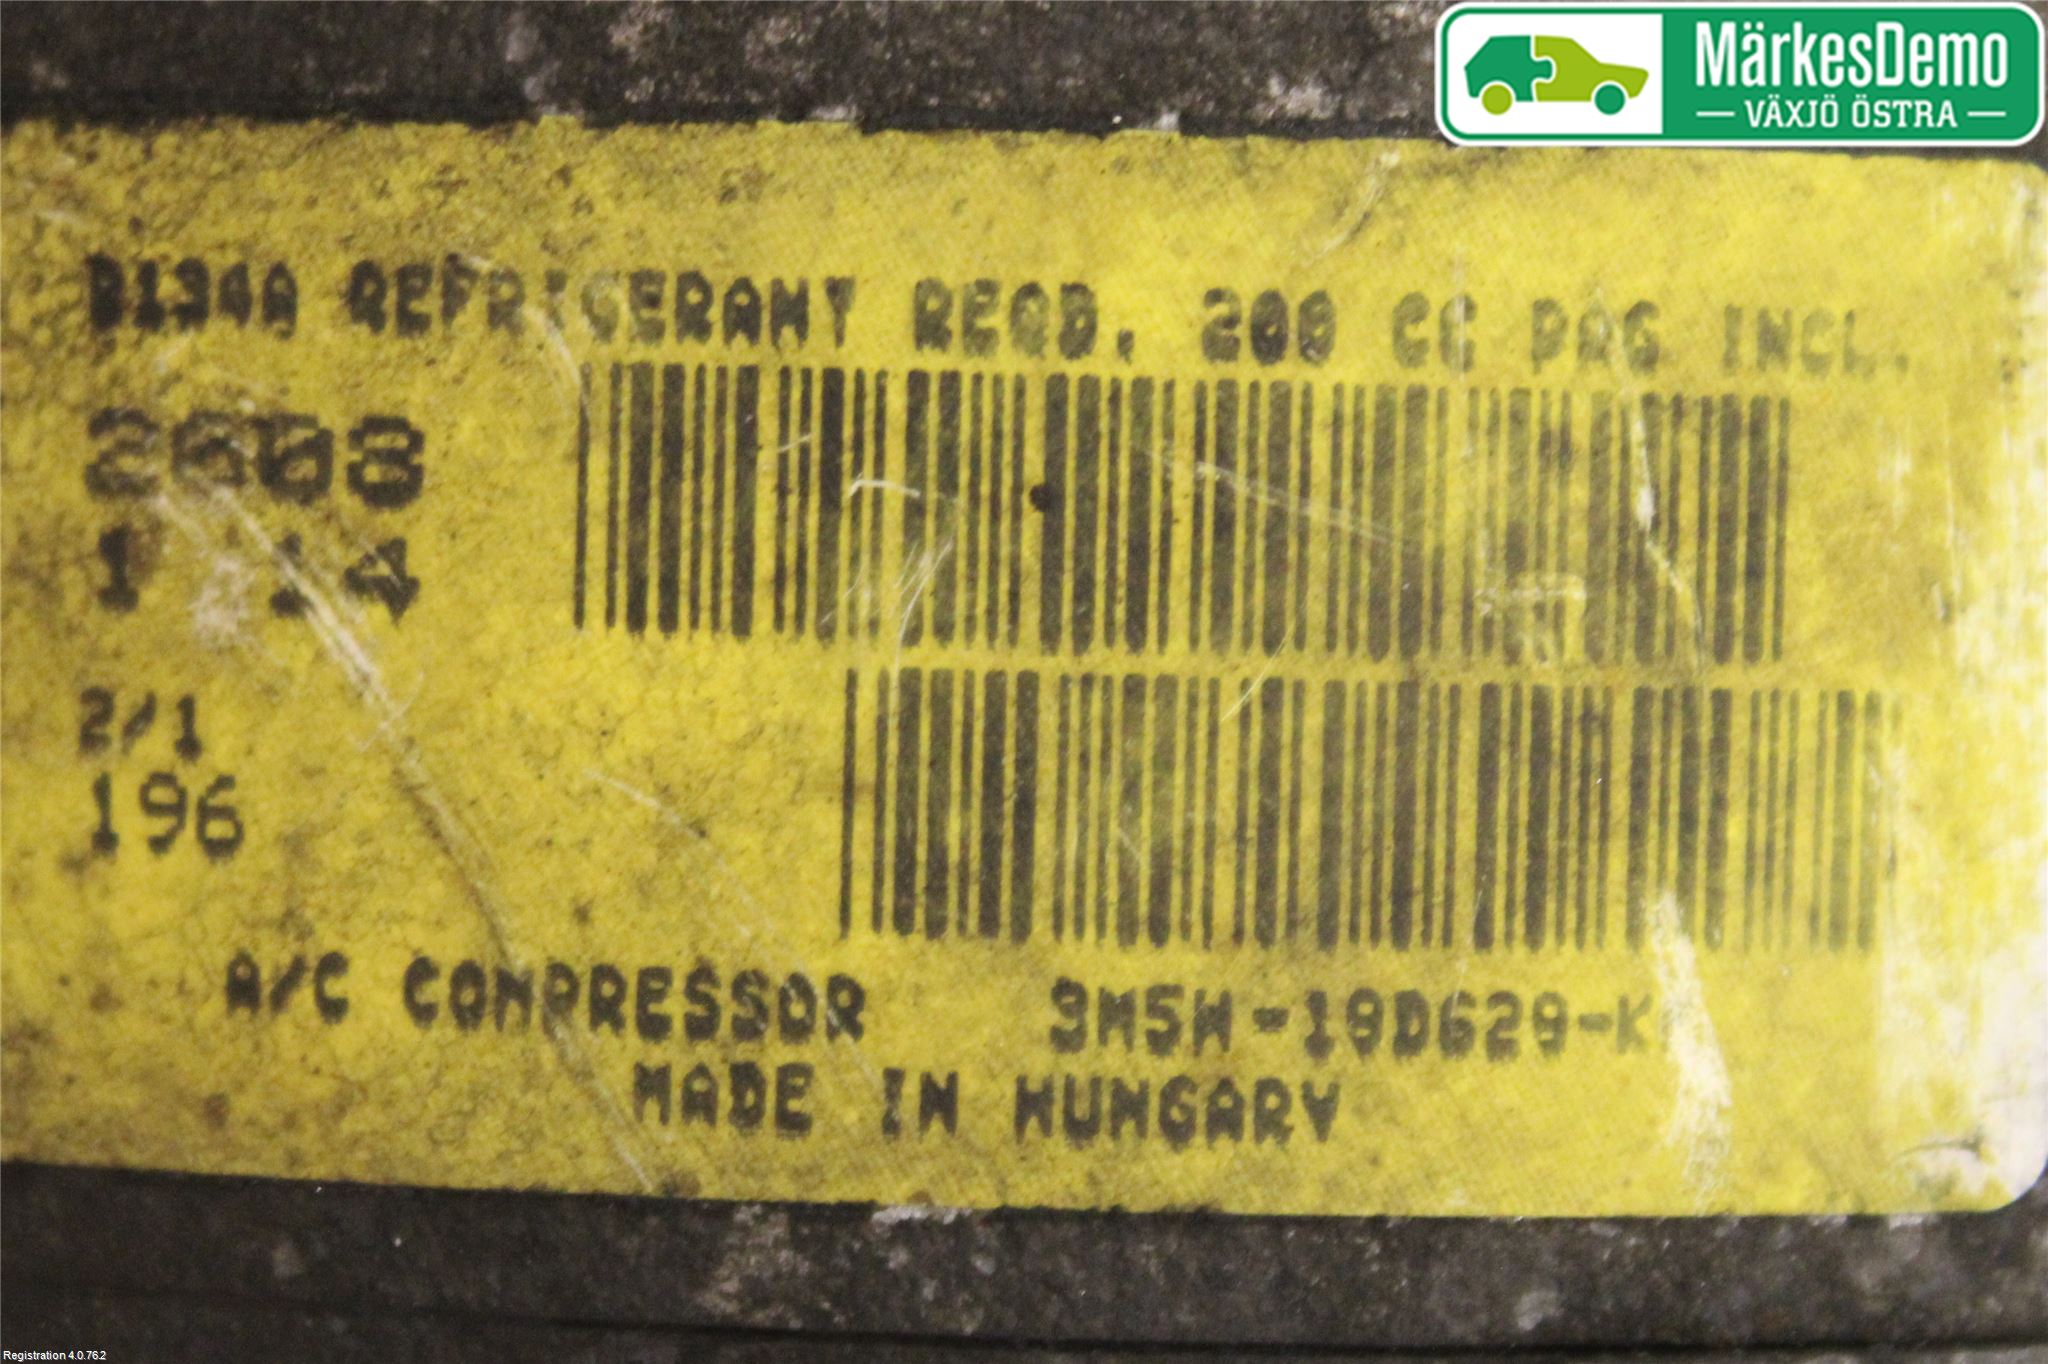 MärkesDemo
VÄXJÖ ÖSTRA
R134A REFRIGERANT REQD. 200 CC PAG INCL.
2/1
196
A/C COMPRESSOR 3M5H-19D629-K
MADE IN HUNGARY
Registration 4.0.76.2